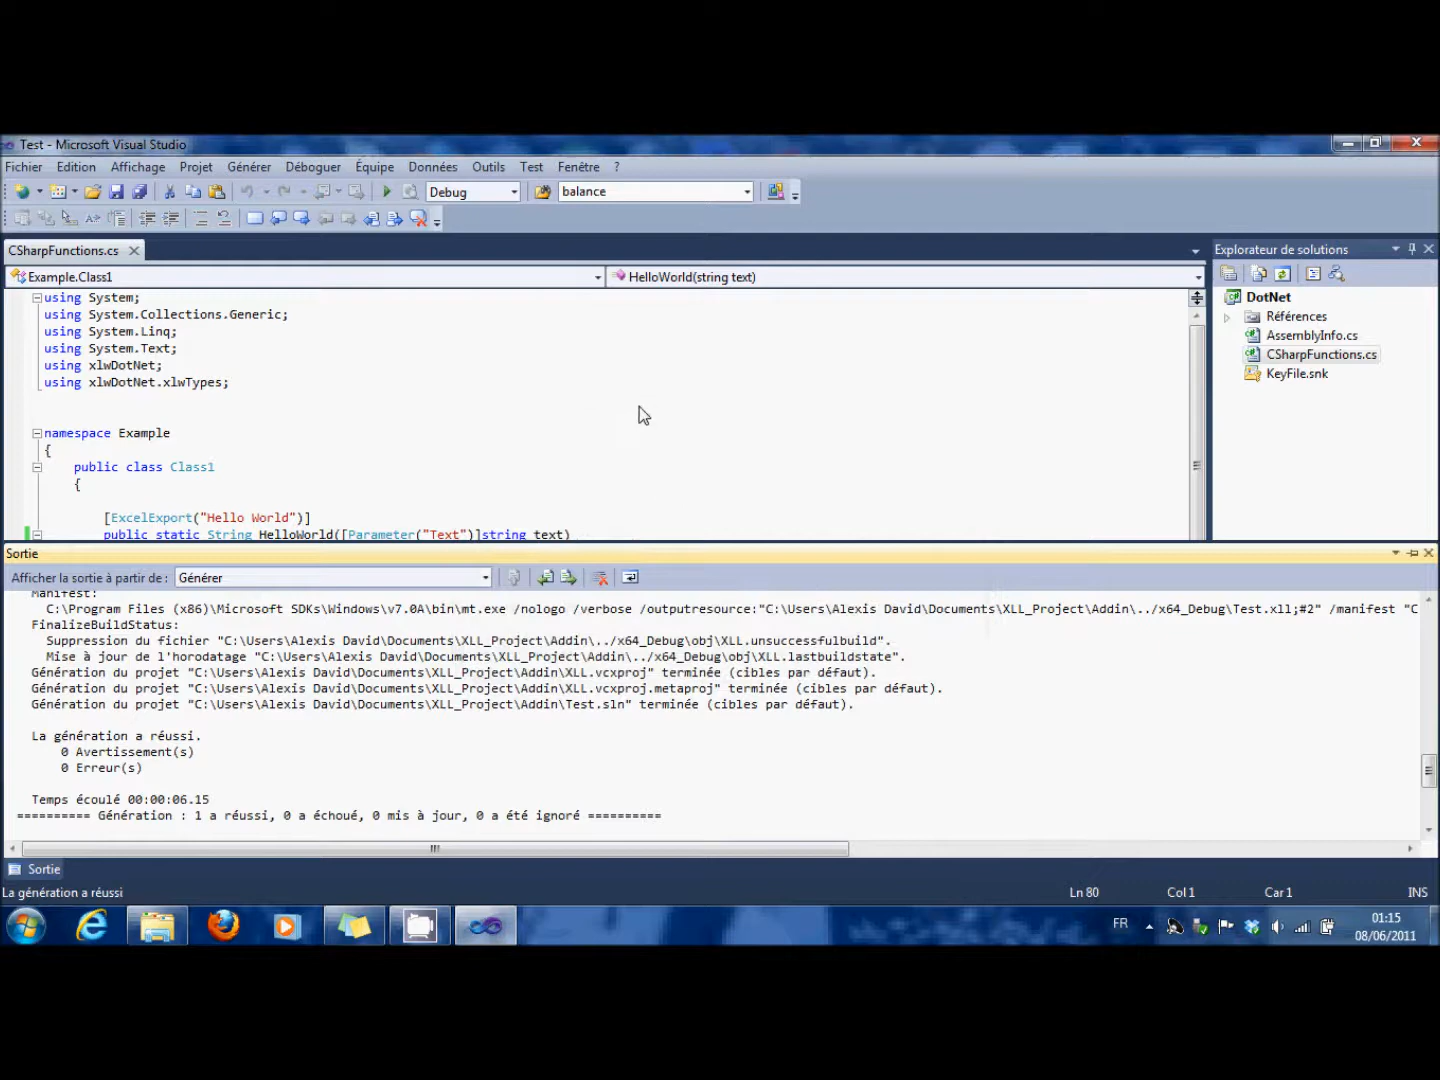 Test - Microsoft Visual Studio
Fichier Edition Affichage Projet Générer Déboguer Équipe Données Outils Test Fenêtre ?
Debug balance
CSharpFunctions.cs
Explorateur de solutions
Example.Class1 HelloWorld(string text)
using System;
using System.Collections.Generic;
using System.Linq;
using System.Text;
using xlwDotNet;
using xlwDotNet.xlwTypes;
namespace Example
{
public class Class1
{
[ExcelExport("Hello World")]
public static String HelloWorld([Parameter("Text")]string text)
DotNet
Références
AssemblyInfo.cs
CSharpFunctions.cs
KeyFile.snk
Sortie
Afficher la sortie à partir de : Générer
Manifest:
C:\Program Files (x86)\Microsoft SDKs\Windows\v7.0A\bin\mt.exe /nologo /verbose /outputresource:"C:\Users\Alexis David\Documents\XLL_Project\Addin\../x64_Debug\Test.xll;#2" /manifest "C
FinalizeBuildStatus:
Suppression du fichier "C:\Users\Alexis David\Documents\XLL_Project\Addin\../x64_Debug\obj\XLL.unsuccessfulbuild".
Mise à jour de l'horodatage "C:\Users\Alexis David\Documents\XLL_Project\Addin\../x64_Debug\obj\XLL.lastbuildstate".
Génération du projet "C:\Users\Alexis David\Documents\XLL_Project\Addin\XLL.vcxproj" terminée (cibles par défaut).
Génération du projet "C:\Users\Alexis David\Documents\XLL_Project\Addin\XLL.vcxproj.metaproj" terminée (cibles par défaut).
Génération du projet "C:\Users\Alexis David\Documents\XLL_Project\Addin\Test.sln" terminée (cibles par défaut).
La génération a réussi.
0 Avertissement(s)
0 Erreur(s)
Temps écoulé 00:00:06.15
========== Génération : 1 a réussi, 0 a échoué, 0 mis à jour, 0 a été ignoré ==========
Sortie
La génération a réussi Ln 80 Col 1 Car 1 INS
FR 01:15
08/06/2011